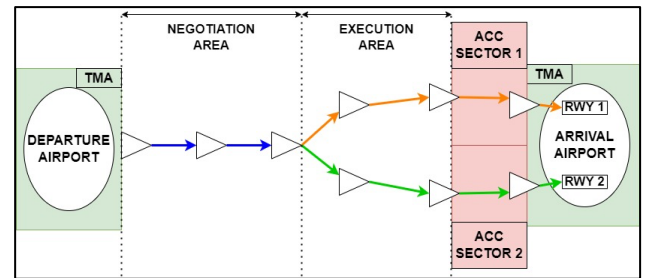 NEGOTIATION
AREA
EXECUTION
AREA
ACC
SECTOR 1
TMA
TMA
DEPARTURE
AIRPORT
RWY 1
ARRIVAL
AIRPORT
RWY 2
ACC
SECTOR 2